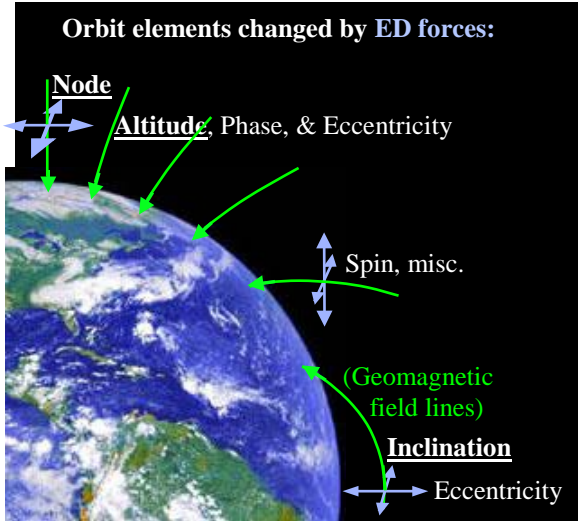 Orbit elements changed by ED forces:
Node
Altitude, Phase, & Eccentricity
Spin, misc.
(Geomagnetic
field lines)
Inclination
Eccentricity